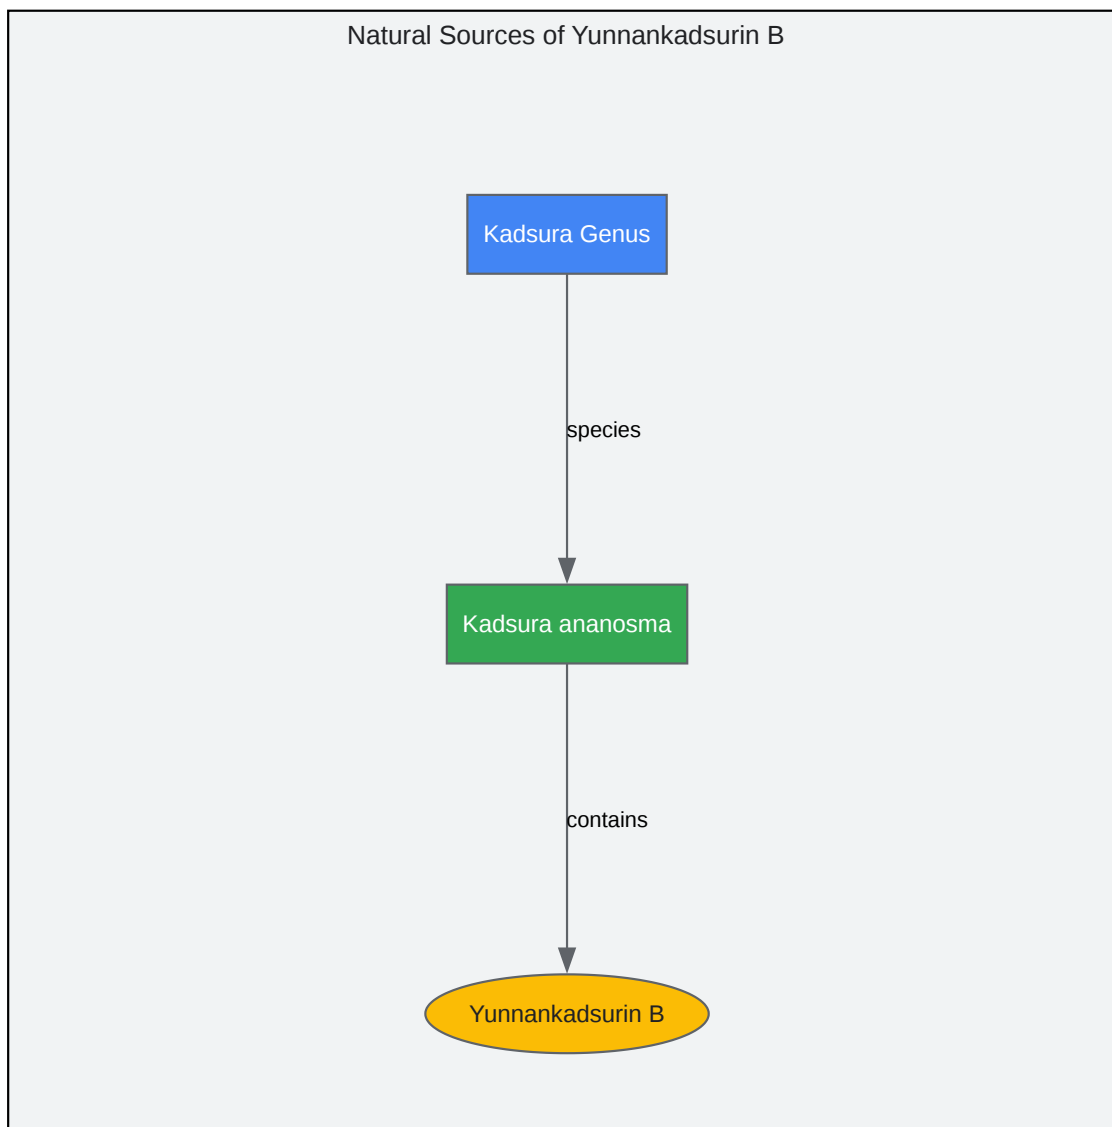 Natural Sources of Yunnankadsurin B
Kadsura Genus
species
Kadsura ananosma
contains
Yunnankadsurin B